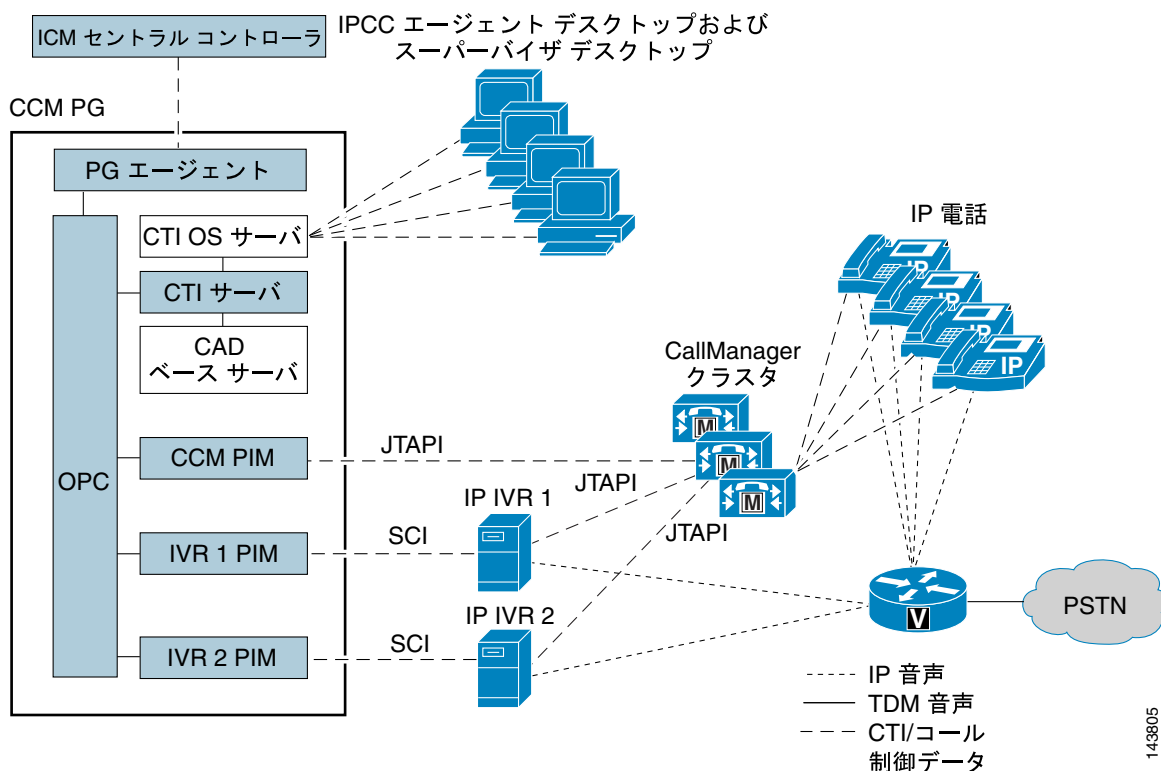 ICM セントラル コントローラ
IPCC エージェント デスクトップおよび
スーパーバイザ デスクトップ
CCM PG
PG エージェント
CTI OS サーバ
CTI サーバ
CAD
ベース サーバ
OPC
CCM PIM
IVR 1 PIM
IVR 2 PIM
JTAPI
SCI
SCI
IP IVR 1
IP IVR 2
JTAPI
JTAPI
CallManager
クラスタ
M
M
M
IP 電話
IP
IP
IP
IP
V
PSTN
IP 音声
TDM 音声
CTI/コール
制御データ
143805